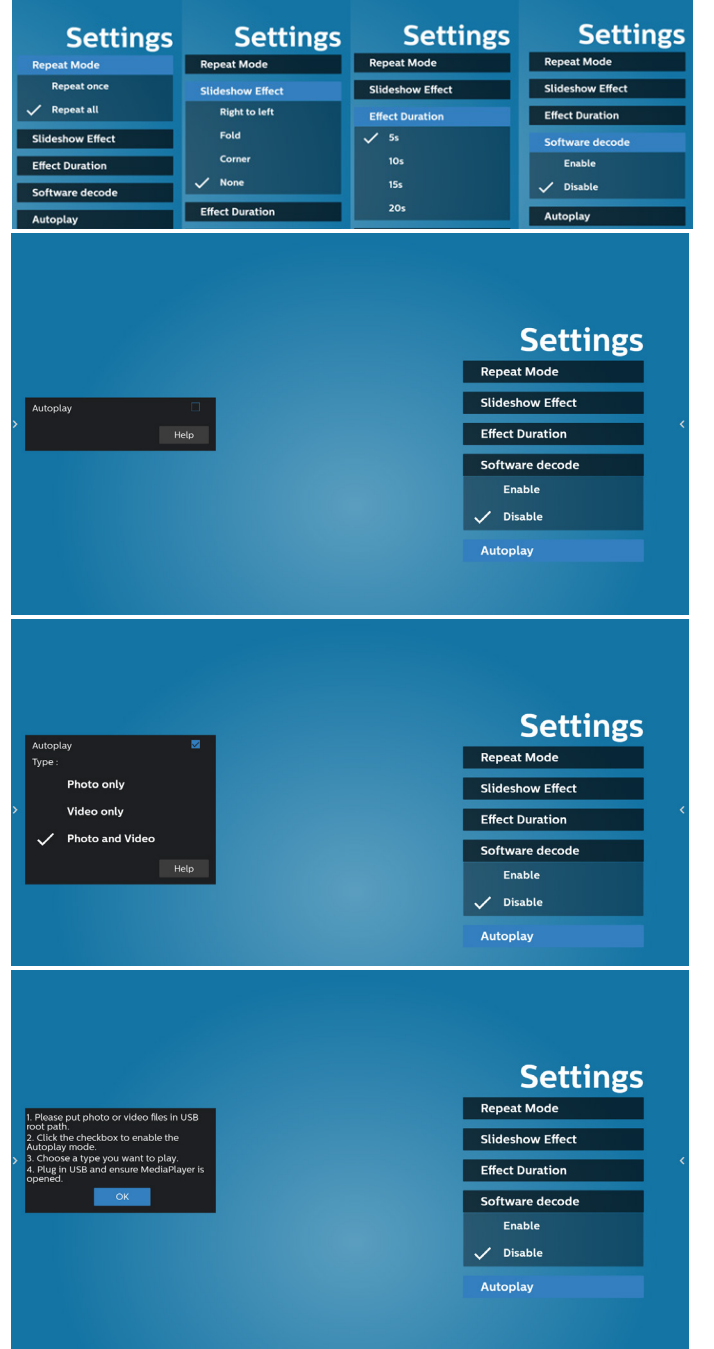 Settings
Repeat Mode
Repeat once
Repeat all
Slideshow Effect
Effect Duration
Software decode
Autoplay
Settings
Repeat Mode
Slideshow Effect
Right to left
Fold
Corner
None
Effect Duration
Settings
Repeat Mode
Slideshow Effect
Effect Duration
5s
10s
15s
20s
Settings
Repeat Mode
Slideshow Effect
Effect Duration
Software decode
Enable
Disable
Autoplay
Autoplay
Help
Settings
Repeat Mode
Slideshow Effect
Effect Duration
Software decode
Enable
Disable
Autoplay
Autoplay
Type :
Photo only
Video only
Photo and Video
Help
Settings
Repeat Mode
Slideshow Effect
Effect Duration
Software decode
Enable
Disable
Autoplay
1. Please put photo or video files in USB
root path.
2. Click the checkbox to enable the
Autoplay mode.
3. Choose a type you want to play.
4. Plug in USB and ensure MediaPlayer is
opened.
OK
Settings
Repeat Mode
Slideshow Effect
Effect Duration
Software decode
Enable
Disable
Autoplay